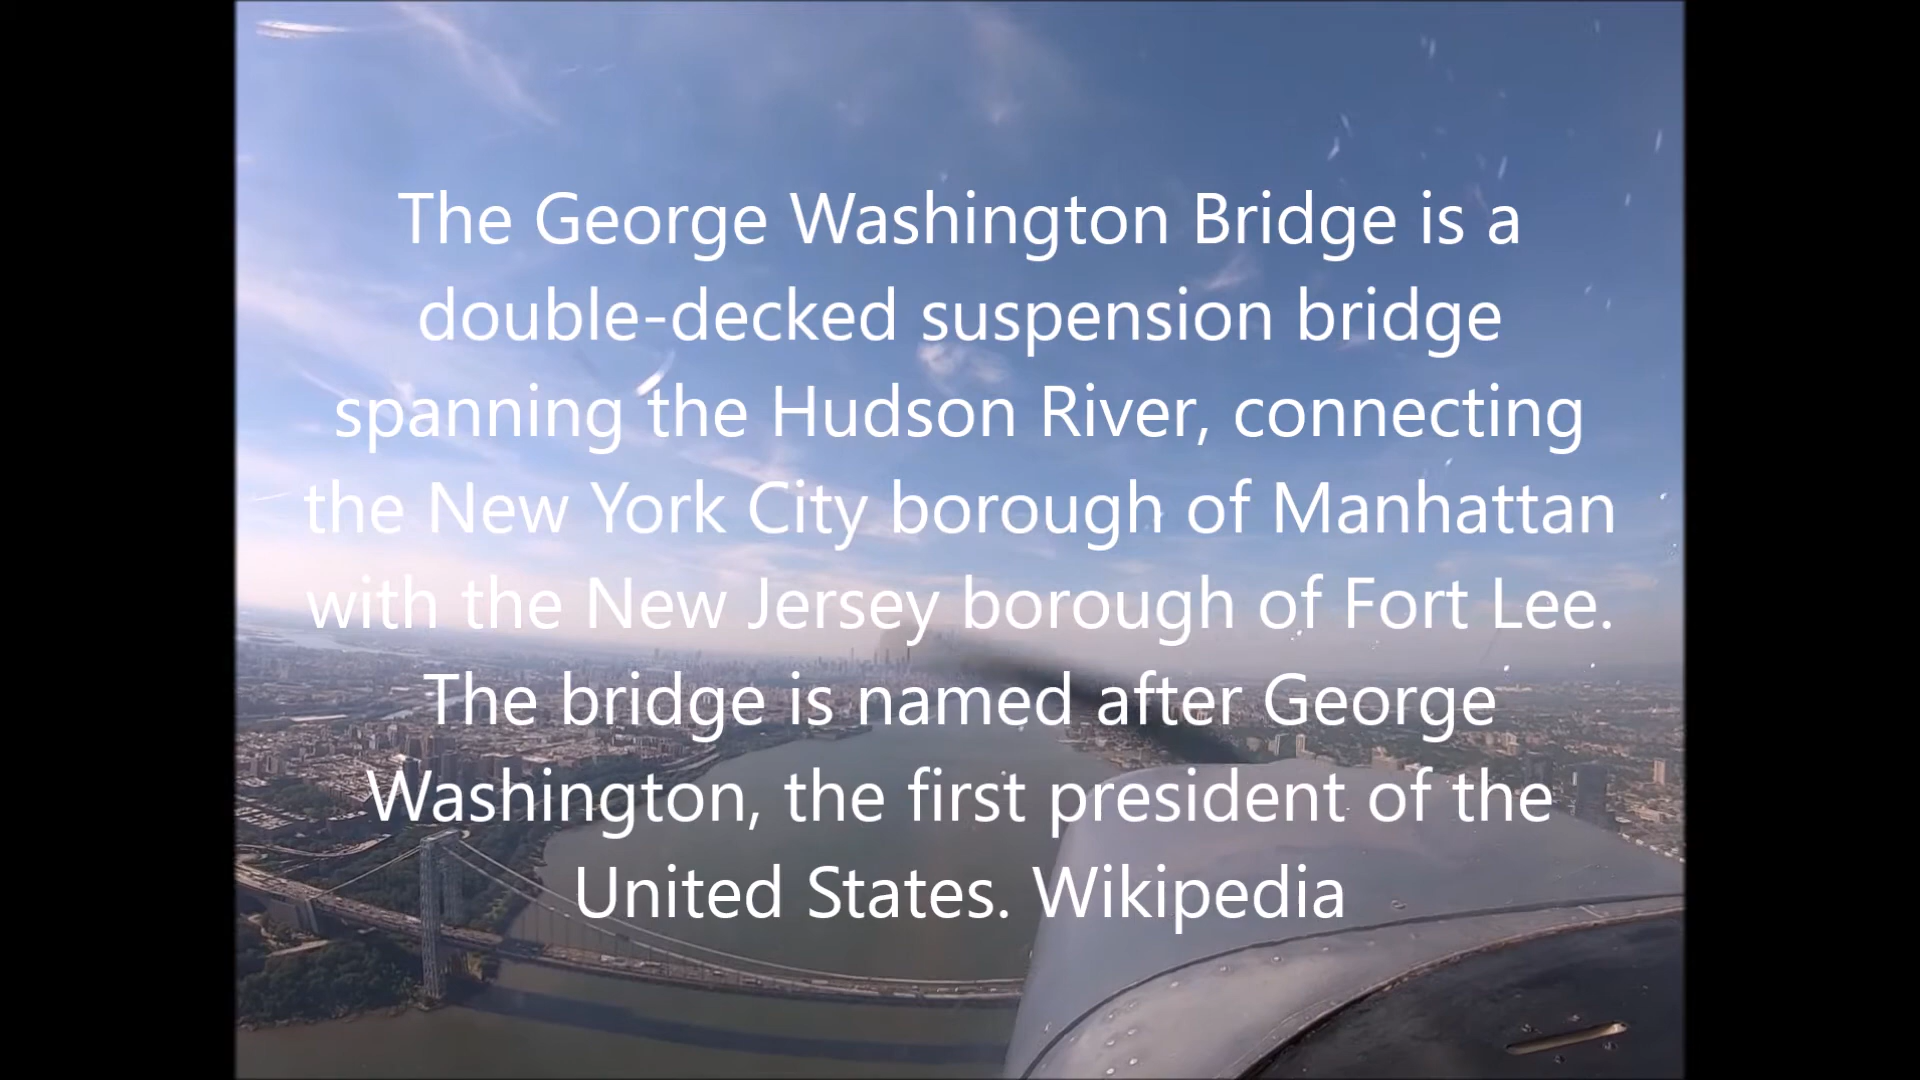 The George Washington Bridge is a
double-decked suspension bridge
spanning the Hudson River, connecting
the New York City borough of Manhattan
with the New Jersey borough of Fort Lee.
The bridge is named after George
Washington, the first president of the
United States. Wikipedia